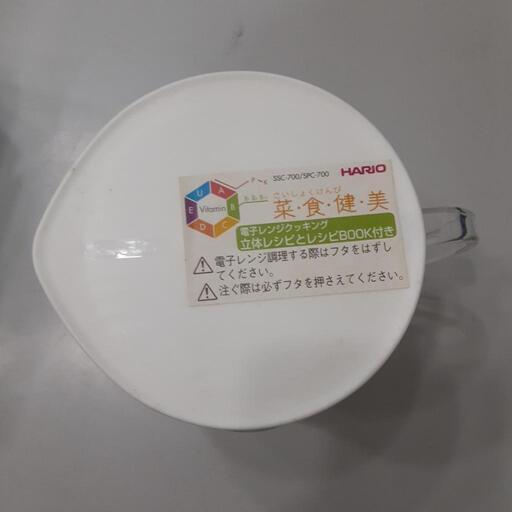 SSC-700/SPC-700 HARIO
さいしょくけんび
菜・食・健・美
U A
E Vitamin B
D C
電子レンジクッキング
立体レシピとレシピBOOK付き
電子レンジ調理する際はフタをはずし
てください。
注ぐ際は必ずフタを押さえてください。